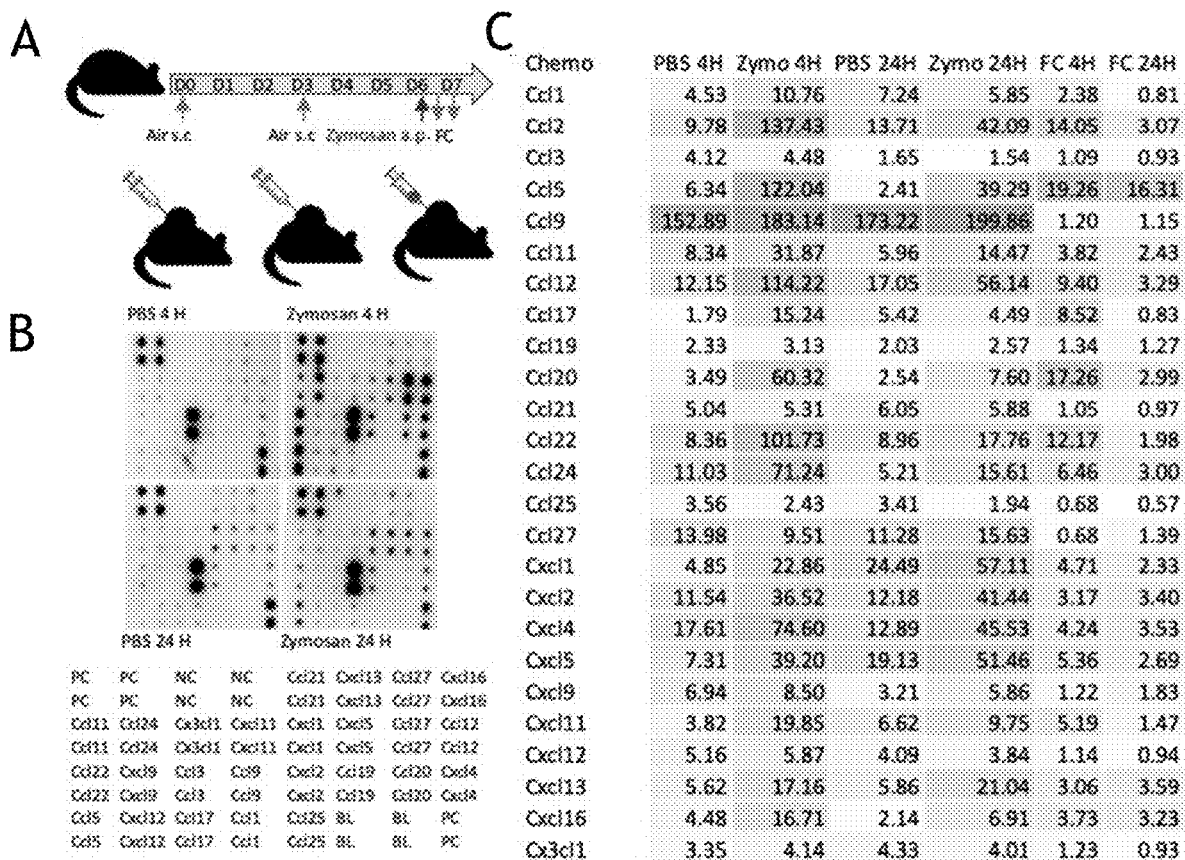 A
D0 D1 D2 D3 D4 D5 D6 D7
Air s.c Air s.c Zymosan a.p. FC
B
PBS 4 H Zymosan 4 H
PBS 24 H Zymosan 24 H
PC PC NC NC Ccl21 Cxcl13 Ccl27 Cxcl16
PC PC NC NC Ccl21 Cxcl13 Ccl27 Cxcl16
Ccl11 Ccl24 Cx3cl1 Cxcl11 Cxcl1 Cxcl5 Ccl27 Ccl12
Ccl11 Ccl24 Cx3cl1 Cxcl11 Cxcl1 Cxcl5 Ccl27 Ccl12
Ccl22 Cxcl9 Ccl3 Ccl9 Cxcl2 Ccl19 Ccl20 Cxcl4
Ccl22 Cxcl9 Ccl3 Ccl9 Cxcl2 Ccl19 Ccl20 Cxcl4
Ccl5 Cxcl12 Ccl17 Ccl1 Ccl25 BL BL PC
Ccl5 Cxcl12 Ccl17 Ccl1 Ccl25 BL BL PC
C
Chemo PBS 4H Zymo 4H PBS 24H Zymo 24H FC 4H FC 24H
Ccl1 4.53 10.76 7.24 5.85 2.38 0.81
Ccl2 9.78 137.43 13.71 42.09 14.05 3.07
Ccl3 4.12 4.48 1.65 1.54 1.09 0.93
Ccl5 6.34 122.04 2.41 39.29 19.26 16.31
Ccl9 152.89 183.14 173.22 199.86 1.20 1.15
Ccl11 8.34 31.87 5.96 14.47 3.82 2.43
Ccl12 12.15 114.22 17.05 56.14 9.40 3.29
Ccl17 1.79 15.24 5.42 4.49 8.52 0.83
Ccl19 2.33 3.13 2.03 2.57 1.34 1.27
Ccl20 3.49 60.32 2.54 7.60 17.26 2.99
Ccl21 5.04 5.31 6.05 5.88 1.05 0.97
Ccl22 8.36 101.73 8.96 17.76 12.17 1.98
Ccl24 11.03 71.24 5.21 15.61 6.46 3.00
Ccl25 3.56 2.43 3.41 1.94 0.68 0.57
Ccl27 13.98 9.51 11.28 15.63 0.68 1.39
Cxcl1 4.85 22.86 24.49 57.11 4.71 2.33
Cxcl2 11.54 36.52 12.18 41.44 3.17 3.40
Cxcl4 17.61 74.60 12.89 45.53 4.24 3.53
Cxcl5 7.31 39.20 19.13 51.46 5.36 2.69
Cxcl9 6.94 8.50 3.21 5.86 1.22 1.83
Cxcl11 3.82 19.85 6.62 9.75 5.19 1.47
Cxcl12 5.16 5.87 4.09 3.84 1.14 0.94
Cxcl13 5.62 17.16 5.86 21.04 3.06 3.59
Cxcl16 4.48 16.71 2.14 6.91 3.73 3.23
Cx3cl1 3.35 4.14 4.33 4.01 1.23 0.93